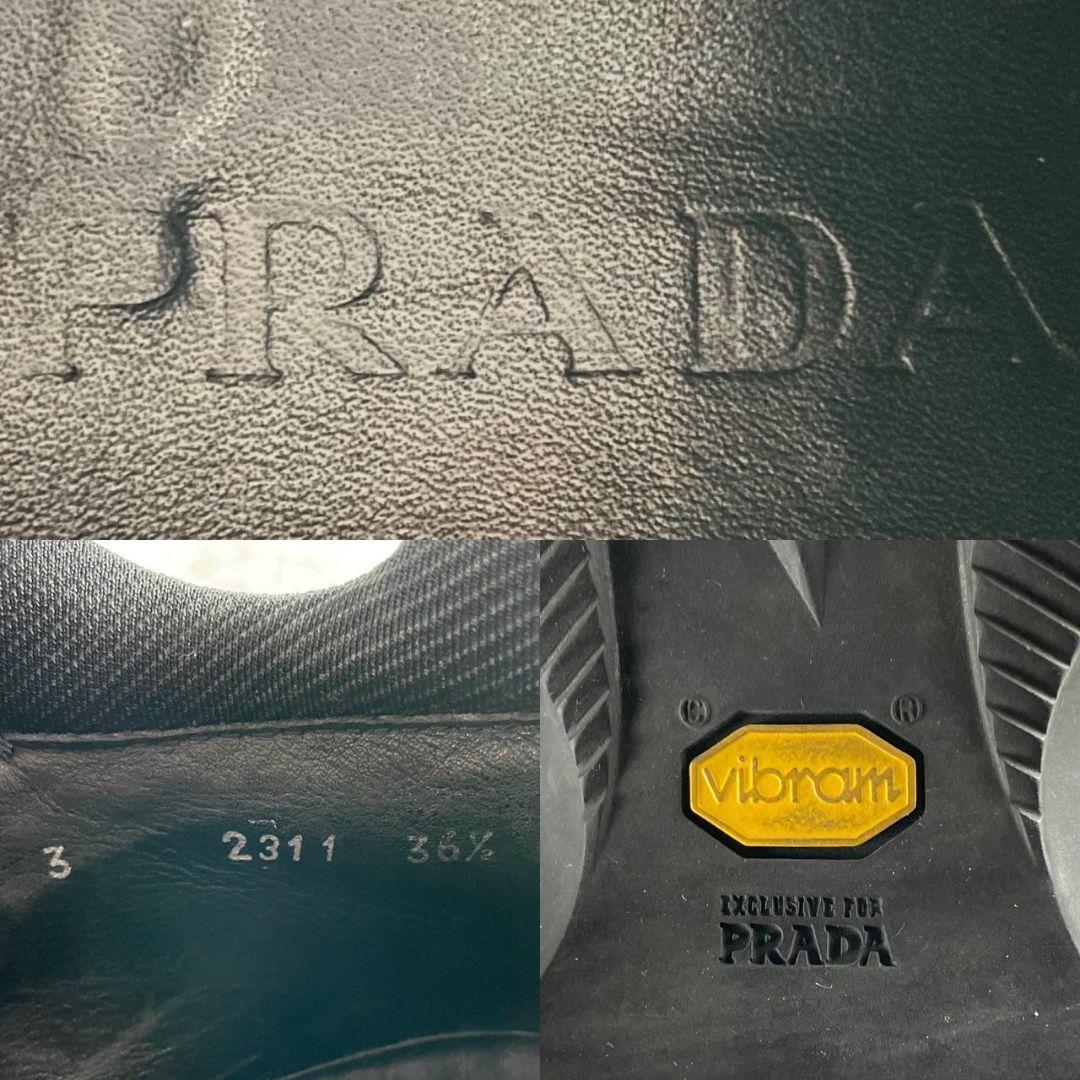 PRADA
3 2311 36½
© ®
vibram
EXCLUSIVE FOR
PRADA